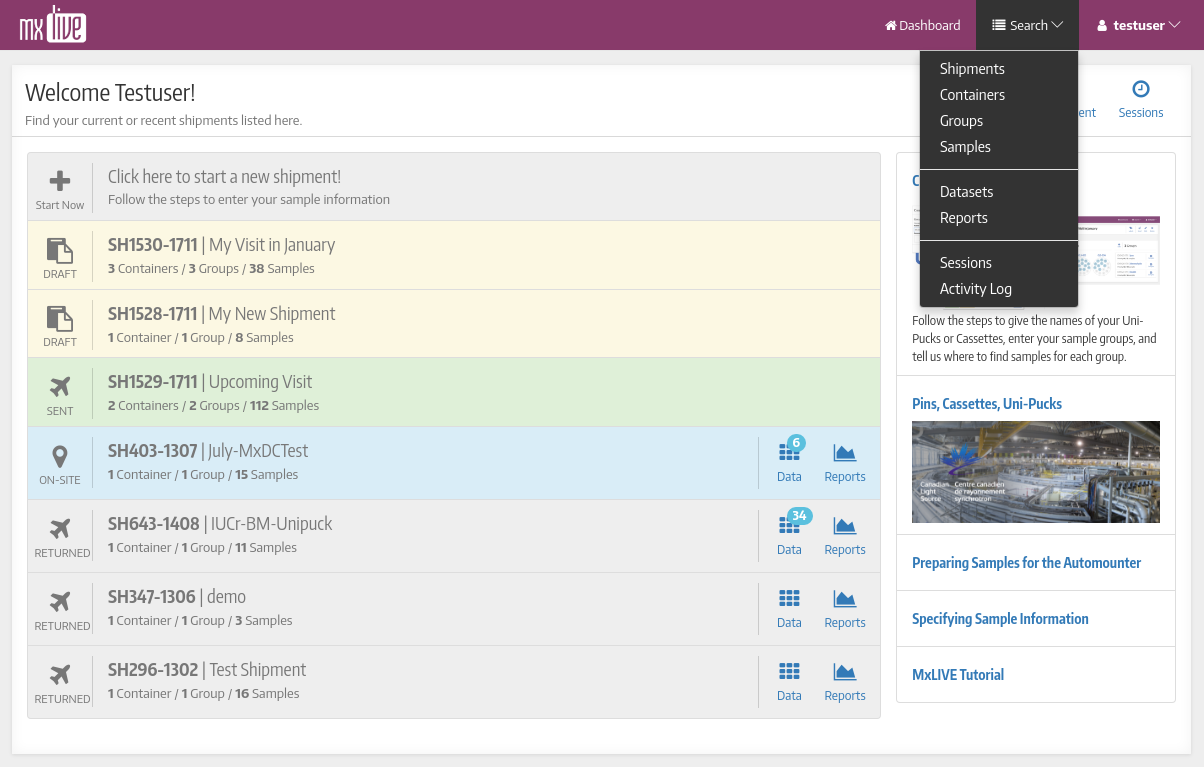 mx live
Dashboard
Search
testuser
Shipments
Containers
Groups
Samples
Datasets
Reports
Sessions
Activity Log
Welcome Testuser!
Find your current or recent shipments listed here.
Sessions
Start Now
Click here to start a new shipment!
Follow the steps to enter your sample information
DRAFT
SH1530-1711 | My Visit in January
3 Containers / 3 Groups / 38 Samples
DRAFT
SH1528-1711 | My New Shipment
1 Container / 1 Group / 8 Samples
SENT
SH1529-1711 | Upcoming Visit
2 Containers / 2 Groups / 112 Samples
ON-SITE
SH403-1307 | July-MxDCTest
1 Container / 1 Group / 15 Samples
6
Data
Reports
RETURNED
SH643-1408 | IUCr-BM-Unipuck
1 Container / 1 Group / 11 Samples
34
Data
Reports
RETURNED
SH347-1306 | demo
1 Container / 1 Group / 3 Samples
Data
Reports
RETURNED
SH296-1302 | Test Shipment
1 Container / 1 Group / 16 Samples
Data
Reports
Follow the steps to give the names of your Uni-
Pucks or Cassettes, enter your sample groups, and
tell us where to find samples for each group.
Pins, Cassettes, Uni-Pucks
Canadian Centre canadien
Light de rayonnement
Source synchrotron
Preparing Samples for the Automounter
Specifying Sample Information
MxLIVE Tutorial